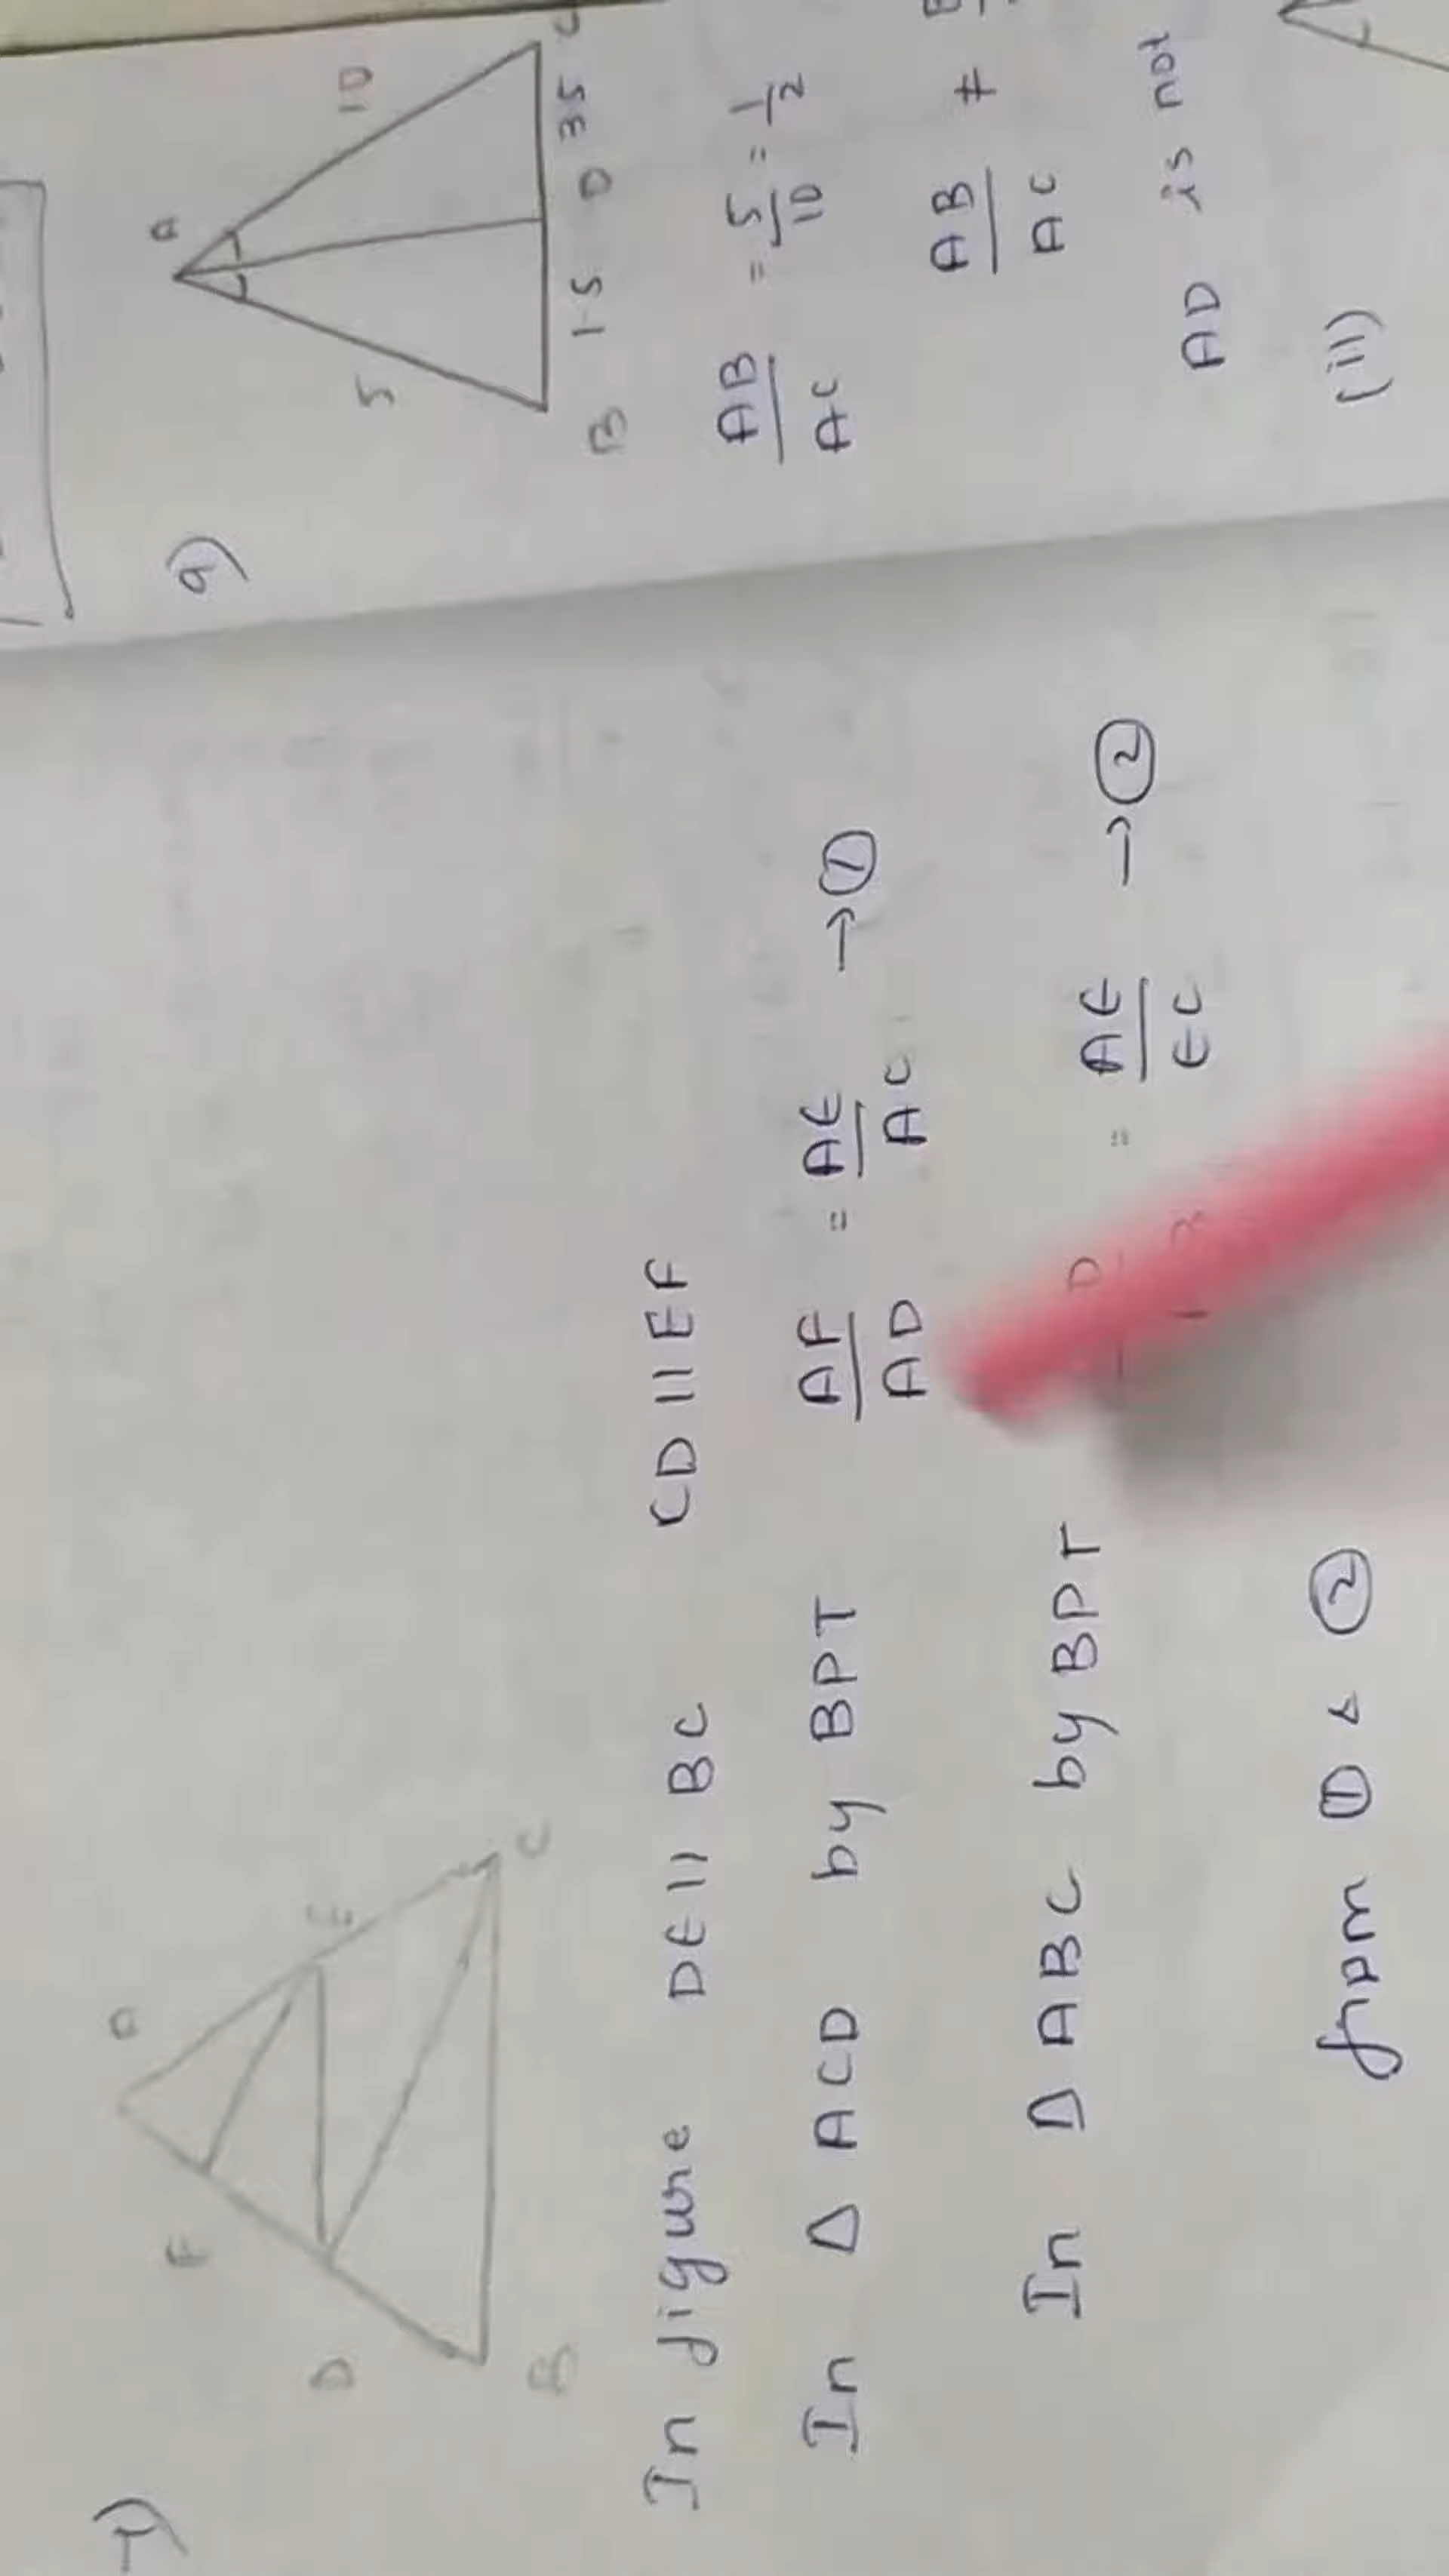 7)
A
F
E
D
B
C
In figure DE || BC CD || EF
In Δ ACD by BPT AF/AD = AE/AC → ①
In Δ ABC by BPT = AE/EC → ②
from ① & ②
9)
A
5
10
B 1.5 D 3.5 C
AB/AC = 5/10 = 1/2
AB/AC ≠
AD is not
(ii)